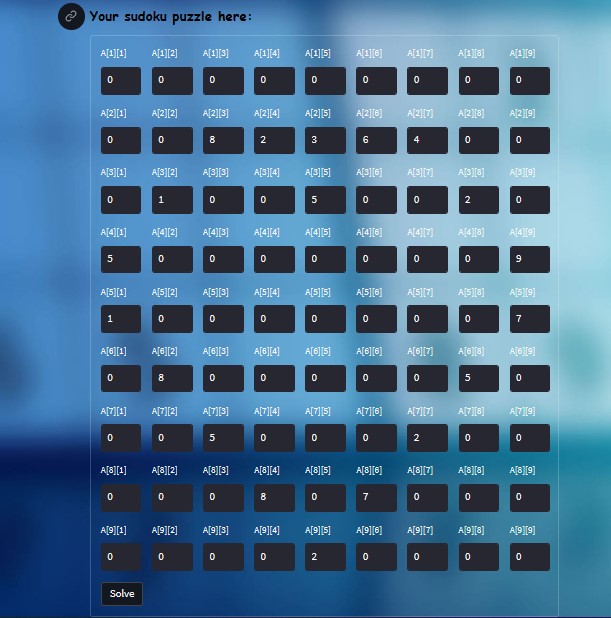 Your sudoku puzzle here:
A[1][1] A[1][2] A[1][3] A[1][4] A[1][5] A[1][6] A[1][7] A[1][8] A[1][9]
0 0 0 0 0 0 0 0 0
A[2][1] A[2][2] A[2][3] A[2][4] A[2][5] A[2][6] A[2][7] A[2][8] A[2][9]
0 0 8 2 3 6 4 0 0
A[3][1] A[3][2] A[3][3] A[3][4] A[3][5] A[3][6] A[3][7] A[3][8] A[3][9]
0 1 0 0 5 0 0 2 0
A[4][1] A[4][2] A[4][3] A[4][4] A[4][5] A[4][6] A[4][7] A[4][8] A[4][9]
5 0 0 0 0 0 0 0 9
A[5][1] A[5][2] A[5][3] A[5][4] A[5][5] A[5][6] A[5][7] A[5][8] A[5][9]
1 0 0 0 0 0 0 0 7
A[6][1] A[6][2] A[6][3] A[6][4] A[6][5] A[6][6] A[6][7] A[6][8] A[6][9]
0 8 0 0 0 0 0 5 0
A[7][1] A[7][2] A[7][3] A[7][4] A[7][5] A[7][6] A[7][7] A[7][8] A[7][9]
0 0 5 0 0 0 2 0 0
A[8][1] A[8][2] A[8][3] A[8][4] A[8][5] A[8][6] A[8][7] A[8][8] A[8][9]
0 0 0 8 0 7 0 0 0
A[9][1] A[9][2] A[9][3] A[9][4] A[9][5] A[9][6] A[9][7] A[9][8] A[9][9]
0 0 0 0 2 0 0 0 0
Solve